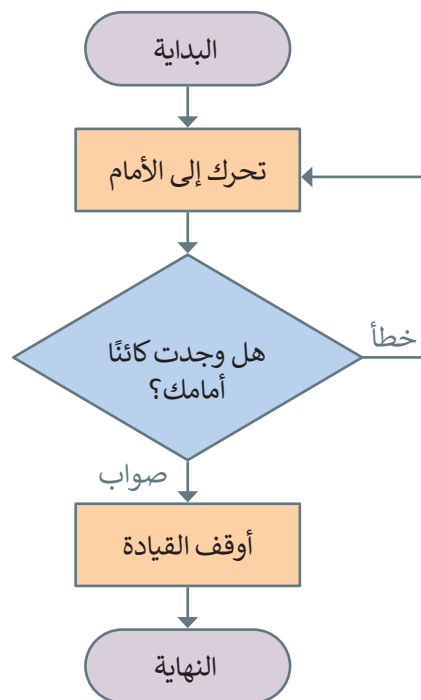 البداية
تحرك إلى الأمام
هل وجدت كائنًا
أمامك؟
خطأ
صواب
أوقف القيادة
النهاية